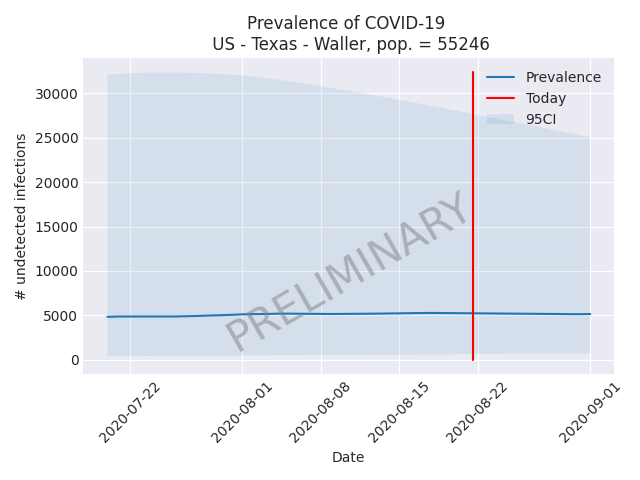 Prevalence of COVID-19
US - Texas - Waller, pop. = 55246
Prevalence
Today
95CI
30000
25000
20000
15000
10000
5000
0
# undetected infections
PRELIMINARY
2020-07-22
2020-08-01
2020-08-08
2020-08-15
2020-08-22
2020-09-01
Date